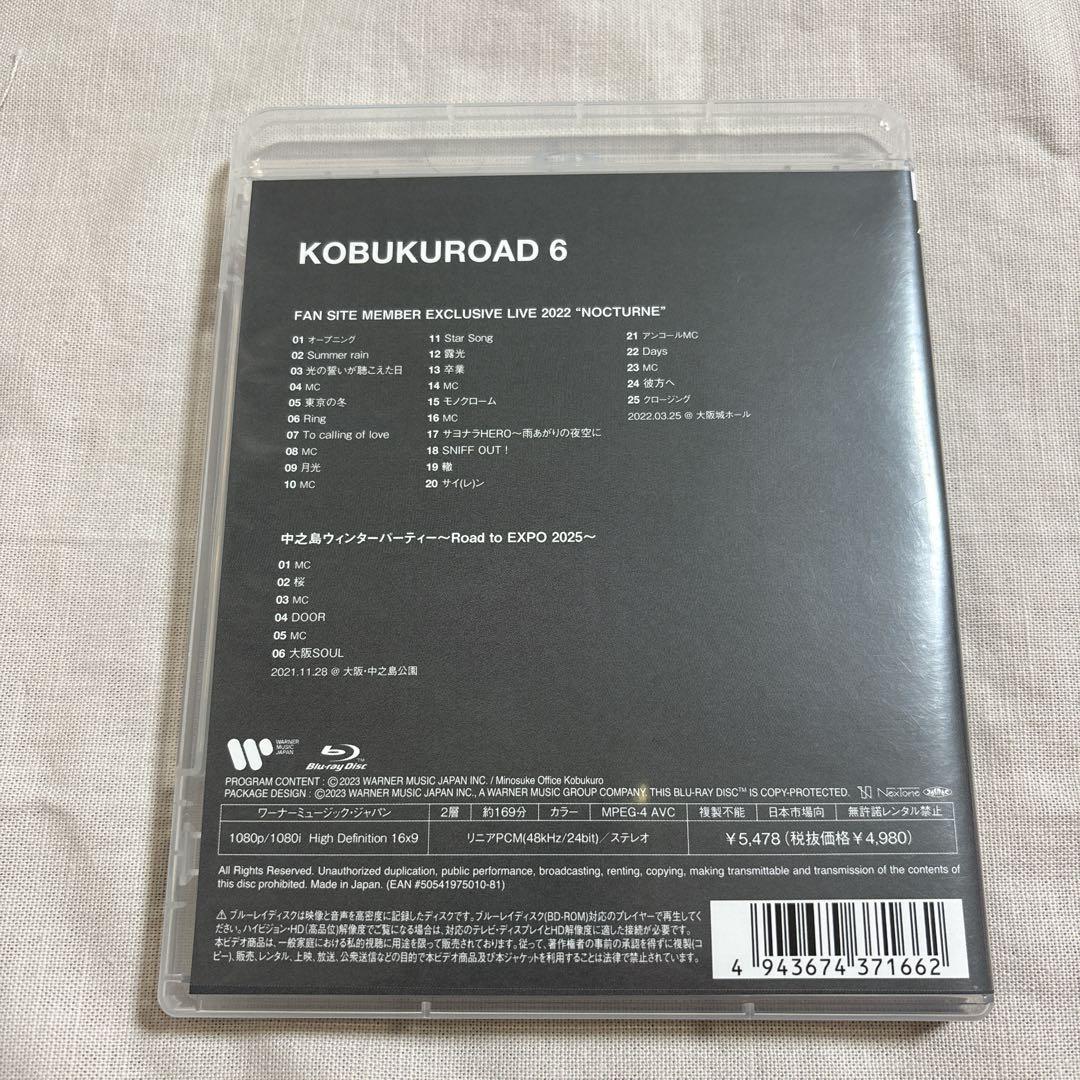 KOBUKUROAD 6
FAN SITE MEMBER EXCLUSIVE LIVE 2022 “NOCTURNE”
01 オープニング
02 Summer rain
03 光の誓いが聴こえた日
04 MC
05 東京の冬
06 Ring
07 To calling of love
08 MC
09 月光
10 MC
11 Star Song
12 露光
13 卒業
14 MC
15 モノクローム
16 MC
17 サヨナラHERO～雨あがりの夜空に
18 SNIFF OUT！
19 轍
20 サイ(レ)ン
21 アンコールMC
22 Days
23 MC
24 彼方へ
25 クロージング
2022.03.25 @ 大阪城ホール
中之島ウィンターパーティー～Road to EXPO 2025～
01 MC
02 桜
03 MC
04 DOOR
05 MC
06 大阪SOUL
2021.11.28 @ 大阪・中之島公園
WARNER
MUSIC
JAPAN
Blu-ray Disc™
PROGRAM CONTENT : ©2023 WARNER MUSIC JAPAN INC. / Minosuke Office Kobukuro
PACKAGE DESIGN : ©2023 WARNER MUSIC JAPAN INC., A WARNER MUSIC GROUP COMPANY. THIS BLU-RAY DISC™ IS COPY-PROTECTED. NexTone
ワーナーミュージック・ジャパン 2層 約169分 カラー MPEG-4 AVC 複製不能 日本市場向 無許諾レンタル禁止
1080p/1080i High Definition 16x9 リニアPCM(48kHz/24bit)／ステレオ ￥5,478(税抜価格￥4,980)
All Rights Reserved. Unauthorized duplication, public performance, broadcasting, renting, copying, making transmittable and transmission of the contents of
this disc prohibited. Made in Japan. (EAN #50541975010-81)
⚠ブルーレイディスクは映像と音声を高密度に記録したディスクです。ブルーレイディスク(BD-ROM)対応のプレイヤーで再生してく
ださい。ハイビジョン・HD(高品位)解像度でご覧になる場合は、対応のテレビ・ディスプレイとHD解像度に適した接続が必要です。
本ビデオ商品は、一般家庭における私的視聴に用途を限って販売されております。従って、著作権者の事前の承認を得ずに複製(コ
ピー)、販売、レンタル、上映、放送、公衆送信などの目的で本ビデオ商品及び本ジャケットを利用することは法律で禁止されています。
4 943674 371662